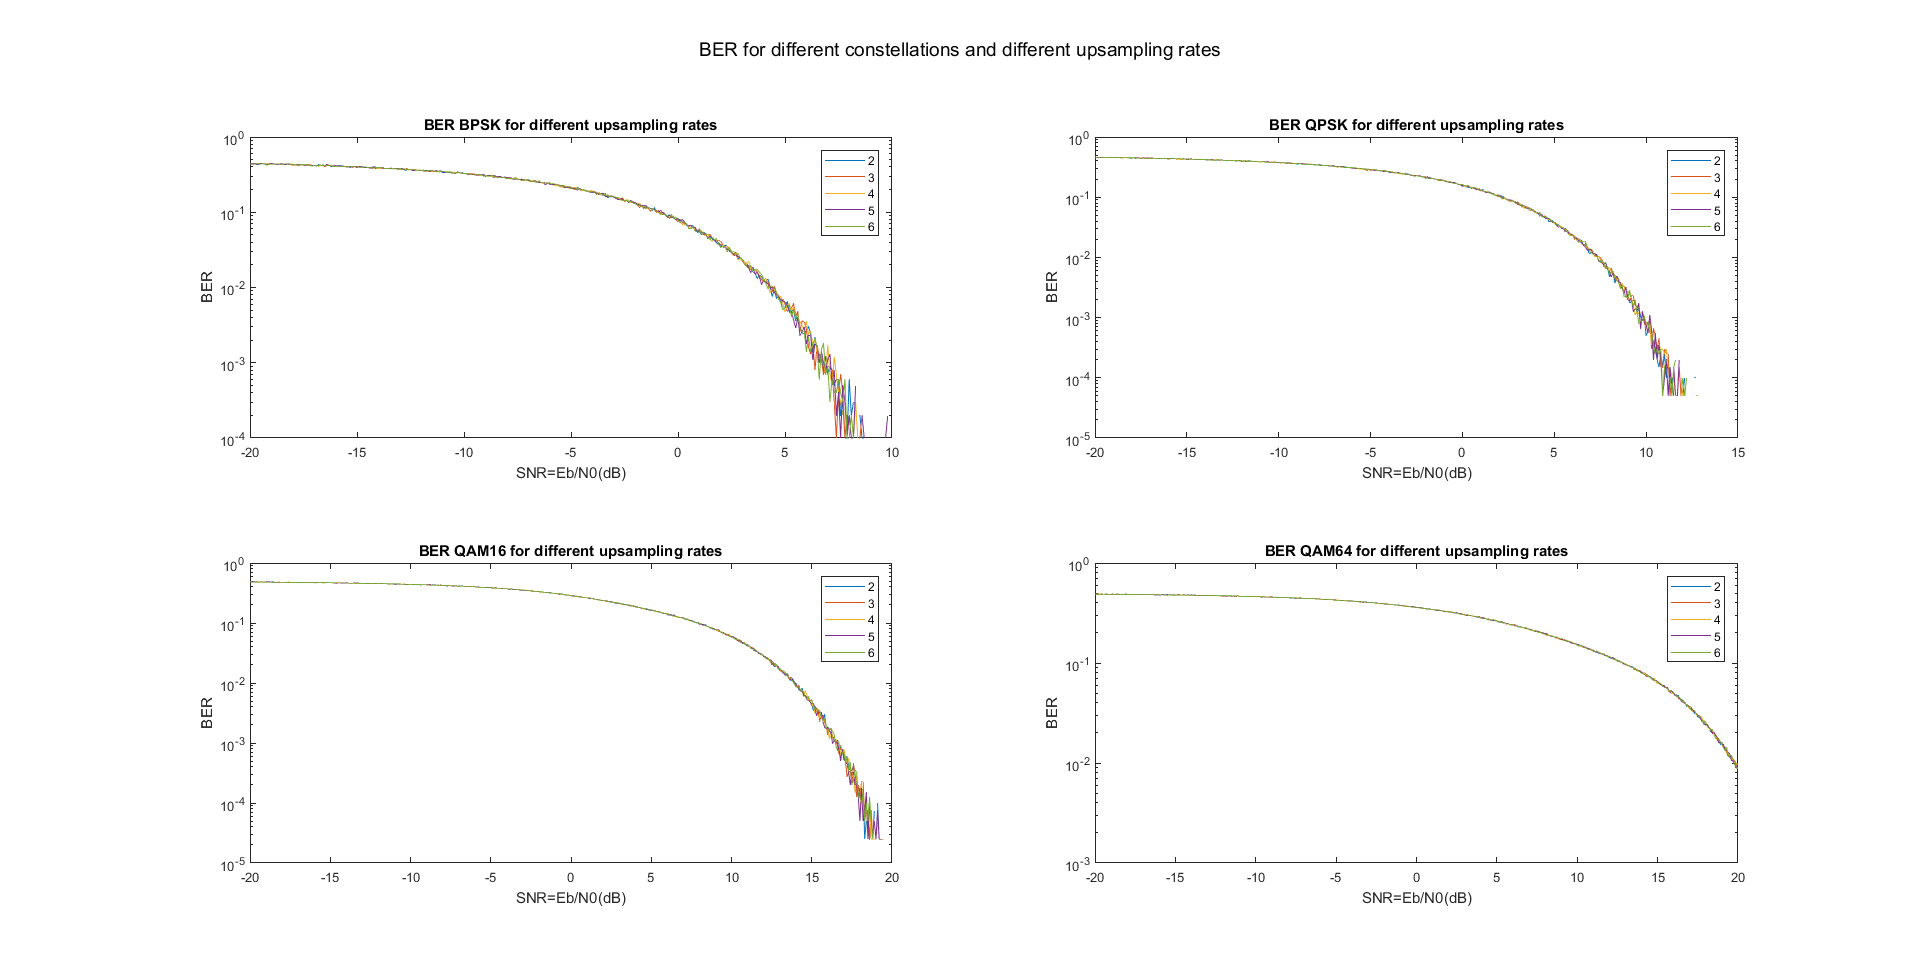 BER for different constellations and different upsampling rates
BER BPSK for different upsampling rates
10^0
10^-1
10^-2
10^-3
10^-4
BER
-20 -15 -10 -5 0 5 10
SNR=Eb/N0(dB)
2
3
4
5
6
BER QPSK for different upsampling rates
10^0
10^-1
10^-2
10^-3
10^-4
10^-5
BER
-20 -15 -10 -5 0 5 10 15
SNR=Eb/N0(dB)
2
3
4
5
6
BER QAM16 for different upsampling rates
10^0
10^-1
10^-2
10^-3
10^-4
10^-5
BER
-20 -15 -10 -5 0 5 10 15 20
SNR=Eb/N0(dB)
2
3
4
5
6
BER QAM64 for different upsampling rates
10^0
10^-1
10^-2
10^-3
BER
-20 -15 -10 -5 0 5 10 15 20
SNR=Eb/N0(dB)
2
3
4
5
6